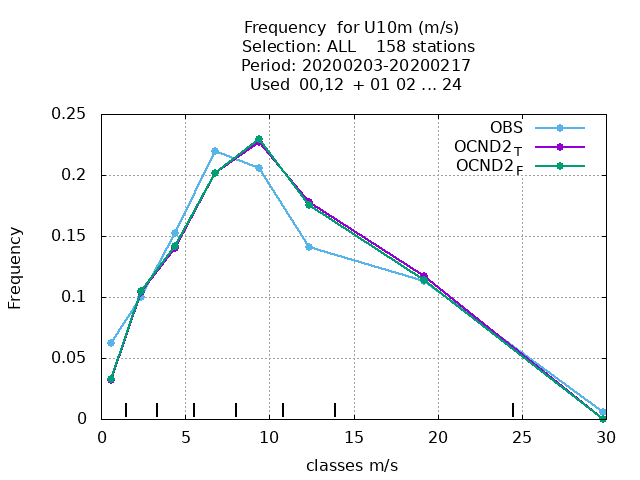 Frequency  for U10m (m/s)
Selection: ALL    158 stations
Period: 20200203-20200217
Used  00,12  + 01 02 ... 24
0.25
0.2
0.15
0.1
0.05
0
Frequency
OBS
OCND2T
OCND2F
0 5 10 15 20 25 30
classes m/s